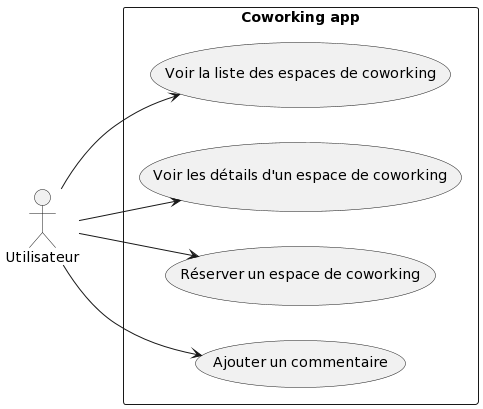 Coworking app
Voir la liste des espaces de coworking
Voir les détails d'un espace de coworking
Réserver un espace de coworking
Ajouter un commentaire
Utilisateur